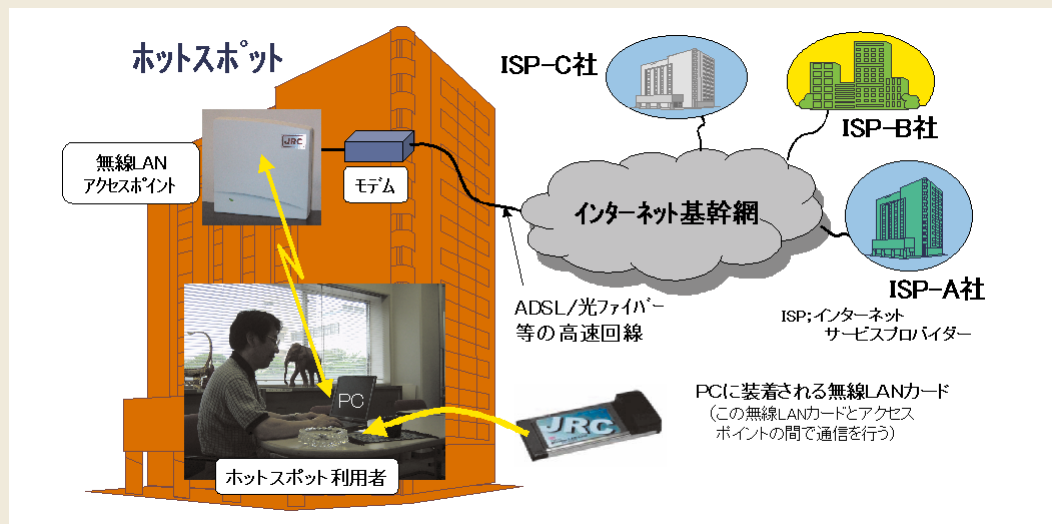 ホットスポット
ISP-C社
ISP-B社
無線LAN
アクセスポイント
JRC
モデム
インターネット基幹網
ISP-A社
ISP;インターネット
サービスプロバイダー
ADSL/光ファイバー
等の高速回線
PC
PCに装着される無線LANカード
(この無線LANカードとアクセス
ポイントの間で通信を行う)
JRC
ホットスポット利用者